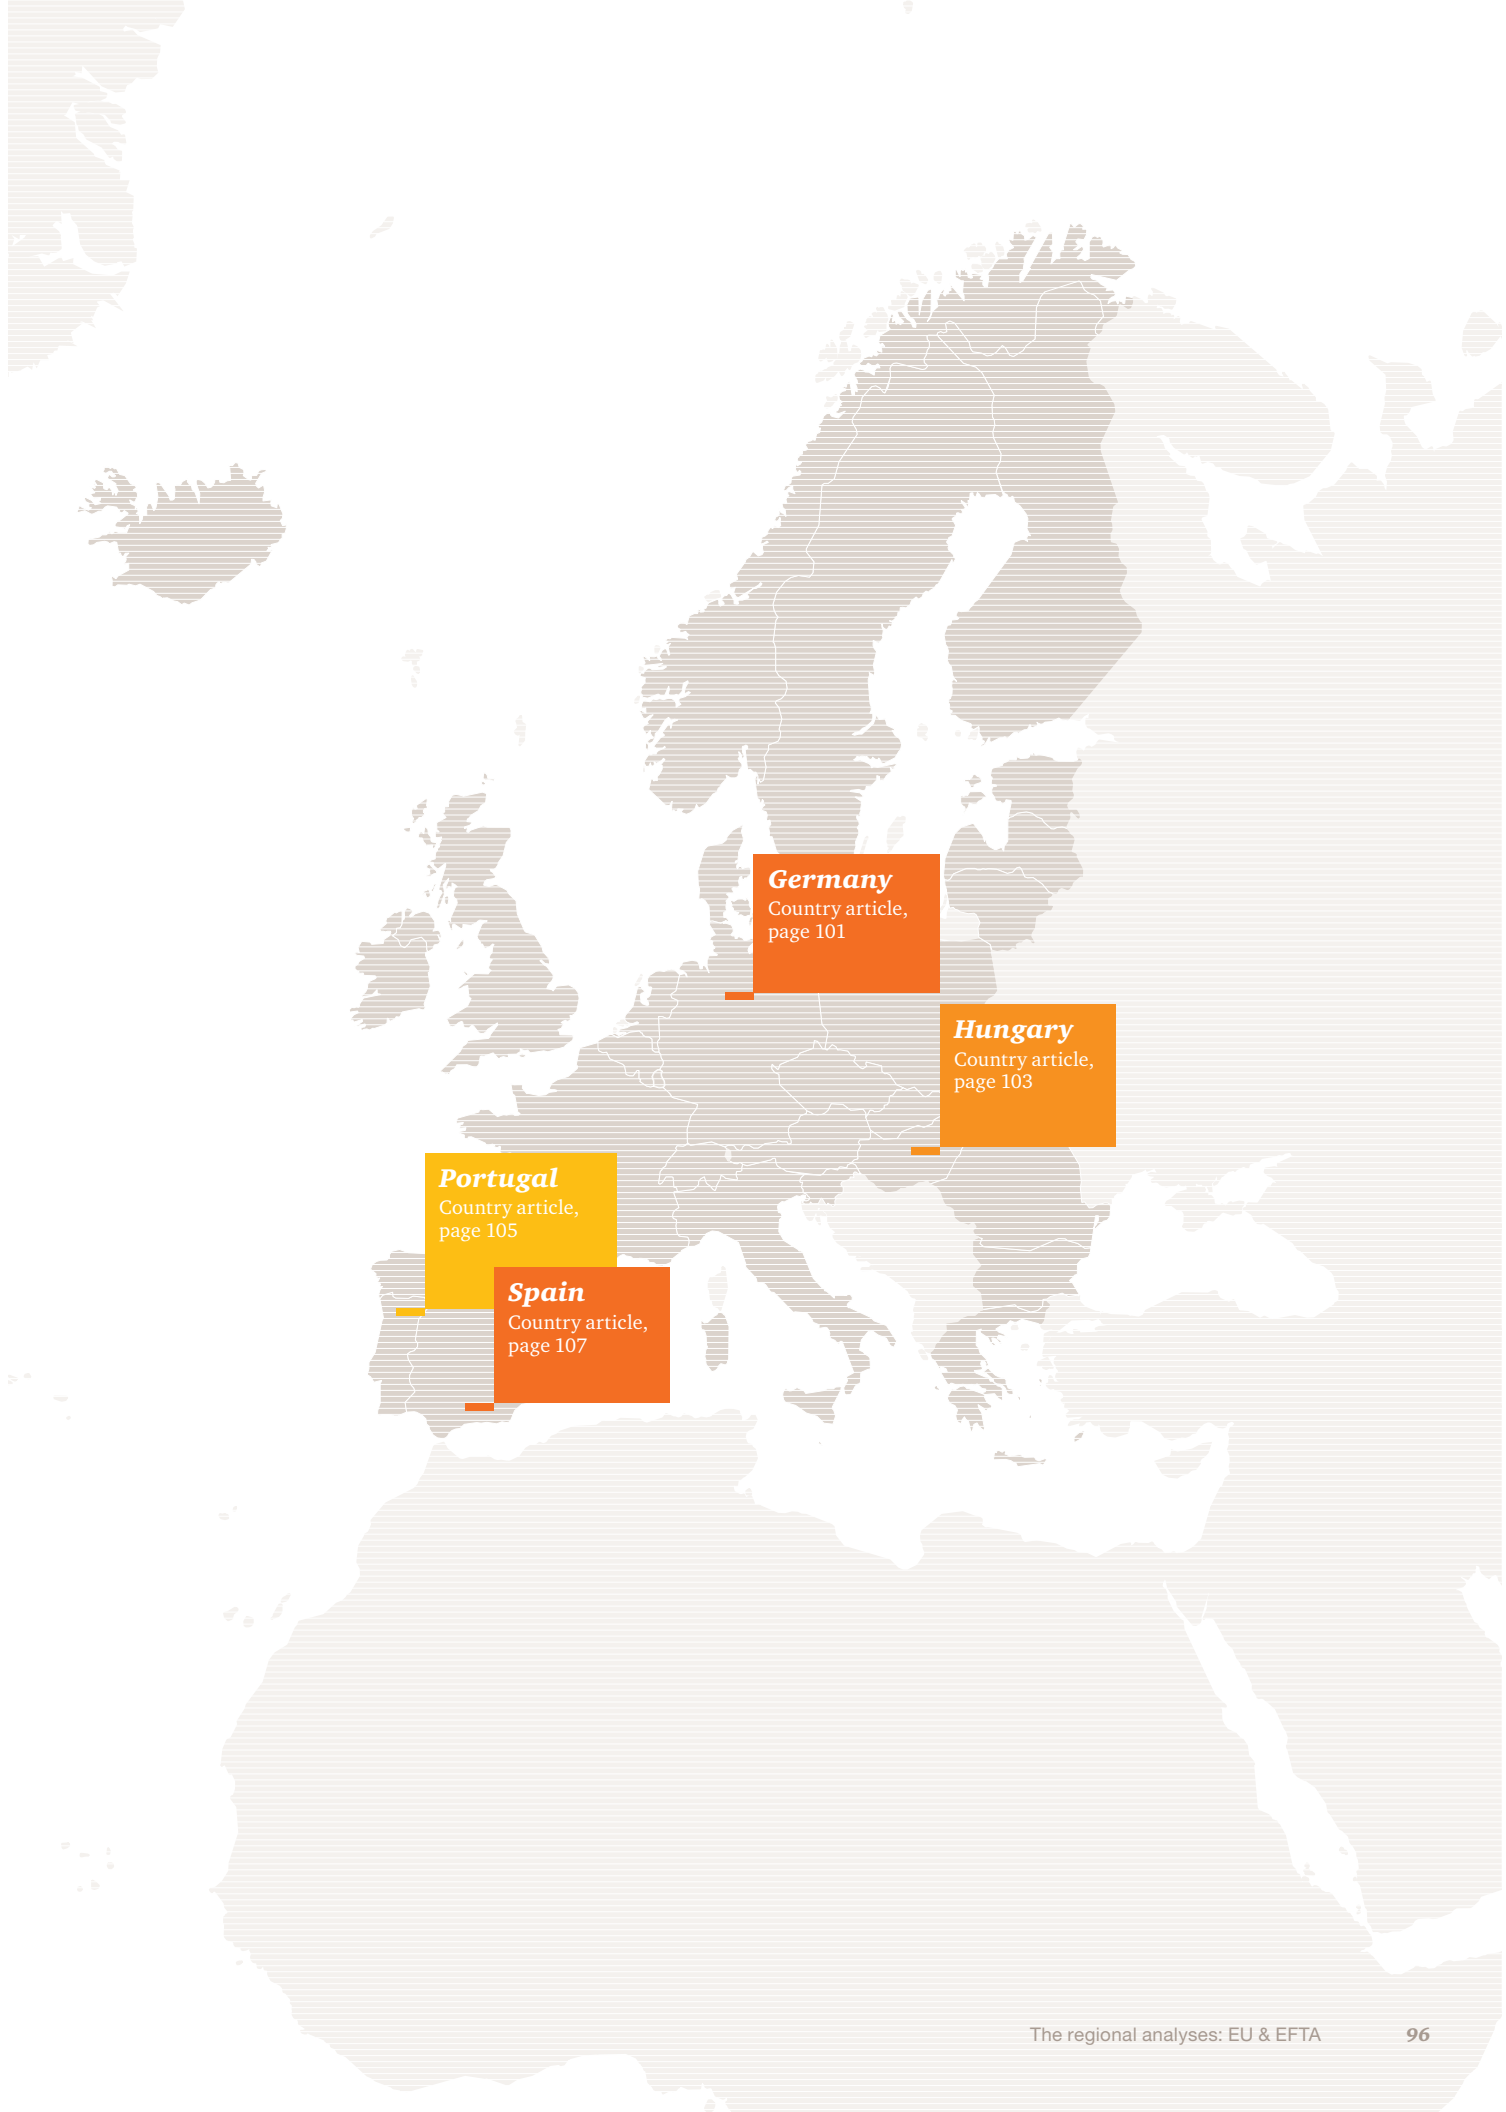 Germany
Country article,
page 101
Hungary
Country article,
page 103
Portugal
Country article,
page 105
Spain
Country article,
page 107
The regional analyses: EU & EFTA 96